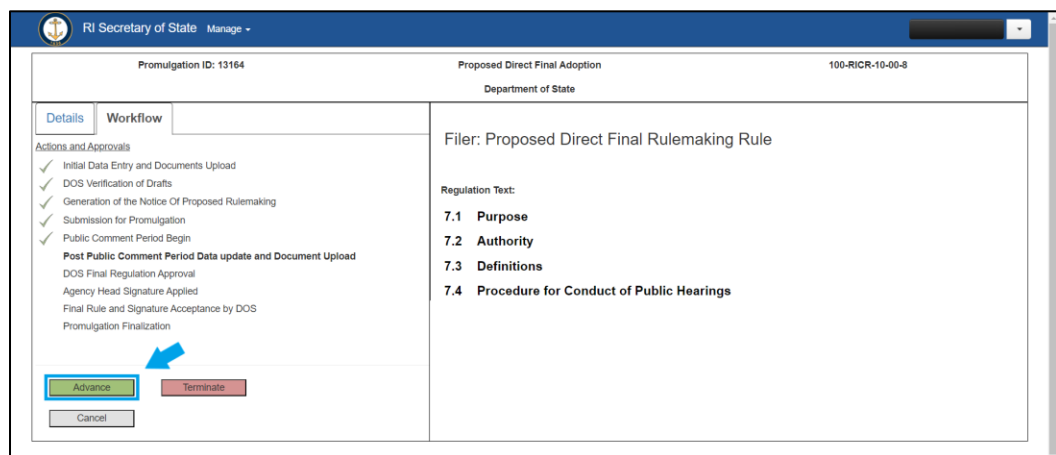 RI Secretary of State Manage
Promulgation ID: 13164 Proposed Direct Final Adoption 100-RICR-10-00-8
Department of State
Details Workflow
Actions and Approvals
Initial Data Entry and Documents Upload
DOS Verification of Drafts
Generation of the Notice Of Proposed Rulemaking
Submission for Promulgation
Public Comment Period Begin
Post Public Comment Period Data update and Document Upload
DOS Final Regulation Approval
Agency Head Signature Applied
Final Rule and Signature Acceptance by DOS
Promulgation Finalization
Advance Terminate
Cancel
Filer: Proposed Direct Final Rulemaking Rule
Regulation Text:
7.1 Purpose
7.2 Authority
7.3 Definitions
7.4 Procedure for Conduct of Public Hearings